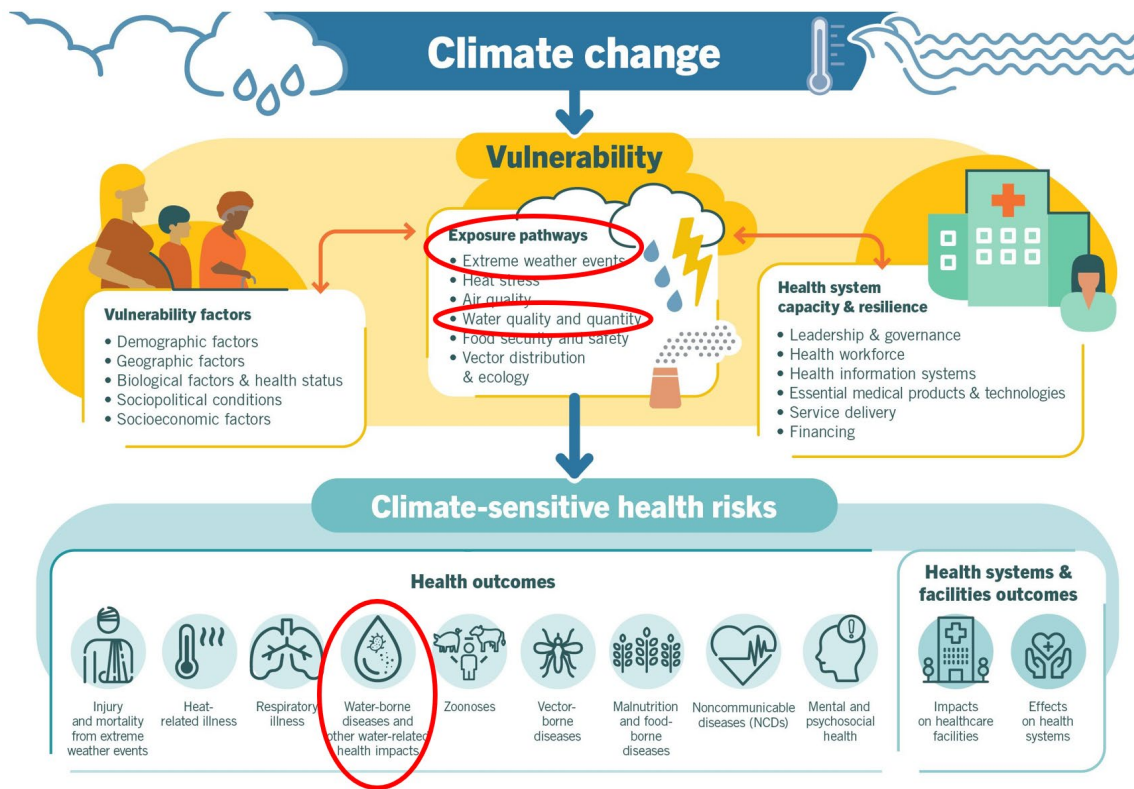 Climate change
Vulnerability
Exposure pathways
• Extreme weather events
• Heat stress
• Air quality
• Water quality and quantity
• Food security and safety
• Vector distribution
& ecology
Vulnerability factors
• Demographic factors
• Geographic factors
• Biological factors & health status
• Sociopolitical conditions
• Socioeconomic factors
Health system
capacity & resilience
• Leadership & governance
• Health workforce
• Health information systems
• Essential medical products & technologies
• Service delivery
• Financing
Climate-sensitive health risks
Health outcomes
Injury
and mortality
from extreme
weather events
Heat-
related illness
Respiratory
illness
Water-borne
diseases and
other water-related
health impacts
Zoonoses
Vector-
borne
diseases
Malnutrition
and food-
borne
diseases
Noncommunicable
diseases (NCDs)
Mental and
psychosocial
health
Health systems &
facilities outcomes
Impacts
on healthcare
facilities
Effects
on health
systems